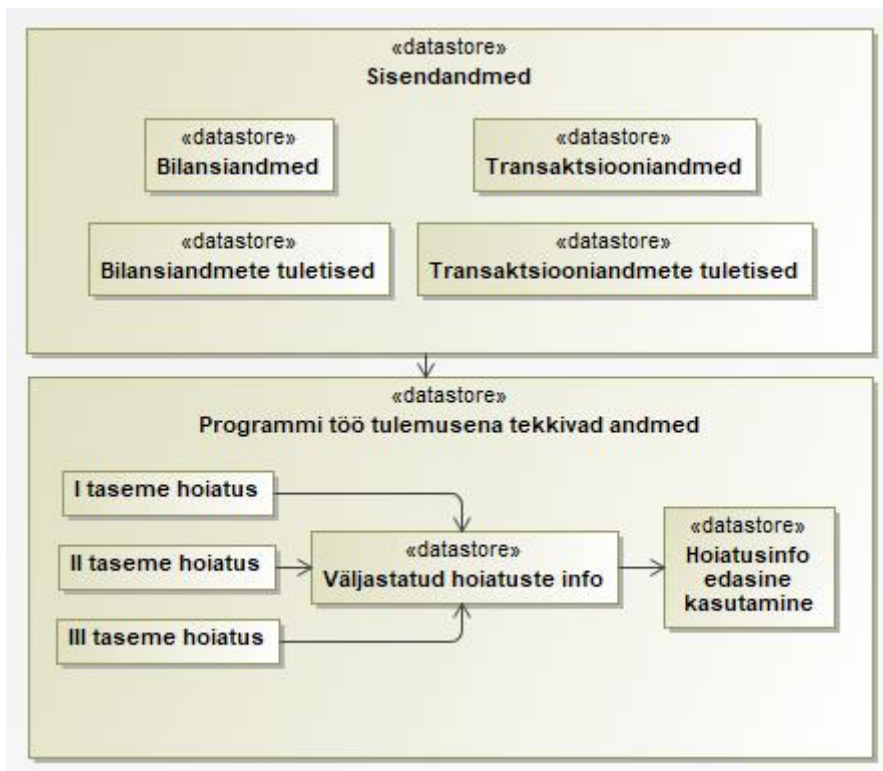 «datastore»
Sisendandmed
«datastore»
Bilansiandmed
«datastore»
Transaktsiooniandmed
«datastore»
Bilansiandmete tuletised
«datastore»
Transaktsiooniandmete tuletised
«datastore»
Programmi töö tulemusena tekkivad andmed
I taseme hoiatus
II taseme hoiatus
III taseme hoiatus
«datastore»
Väljastatud hoiatuste info
«datastore»
Hoiatusinfo
edasine
kasutamine